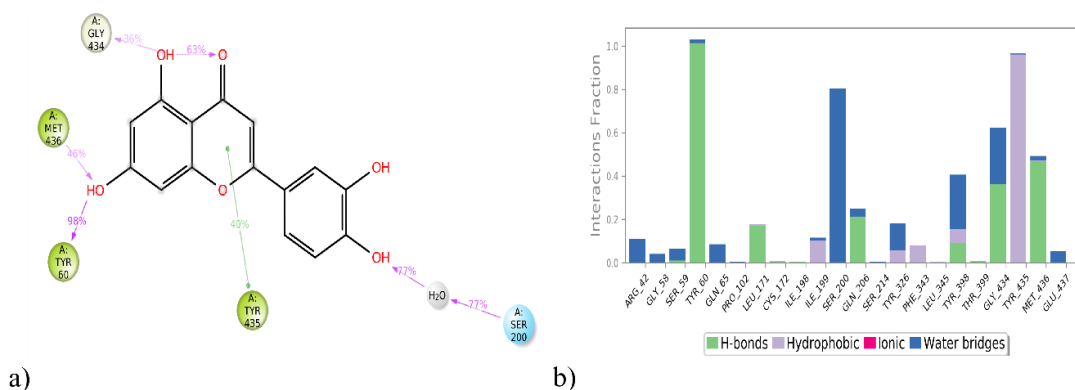 A:
GLY
434
36%
OH
63%
O
A:
MET
436
46%
HO
98%
A:
TYR
60
O
40%
A:
TYR
435
OH
OH
77%
H₂O
77%
A:
SER
200
a)
Interactions Fraction
1.0
0.8
0.6
0.4
0.2
0.0
ARG_42
GLY_58
SER_59
TYR_60
GLN_65
PRO_102
LEU_171
CYS_172
ILE_198
ILE_199
SER_200
GLN_206
SER_214
TYR_326
PHE_343
LEU_345
TYR_398
THR_399
GLY_434
TYR_435
MET_436
GLU_437
H-bonds Hydrophobic Ionic Water bridges
b)